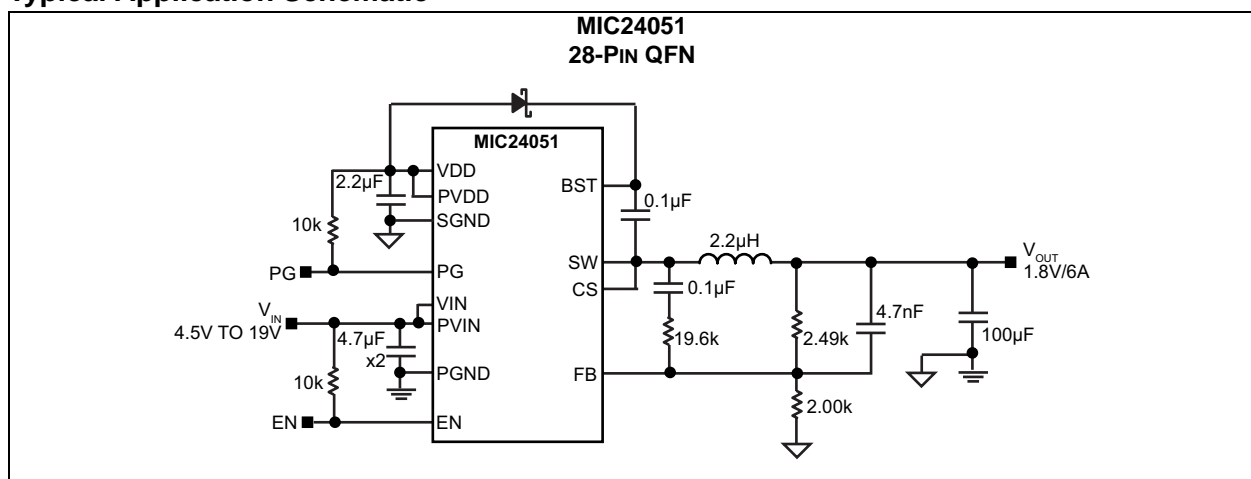 Typical Application Schematic
MIC24051
28-PIN QFN
MIC24051
VDD
PVDD
SGND
PG
VIN
PVIN
PGND
EN
BST
SW
CS
FB
2.2µF
10k
PG
VIN
4.5V TO 19V
4.7µF
x2
10k
EN
0.1µF
2.2µH
0.1µF
19.6k
2.49k
4.7nF
100µF
2.00k
VOUT
1.8V/6A